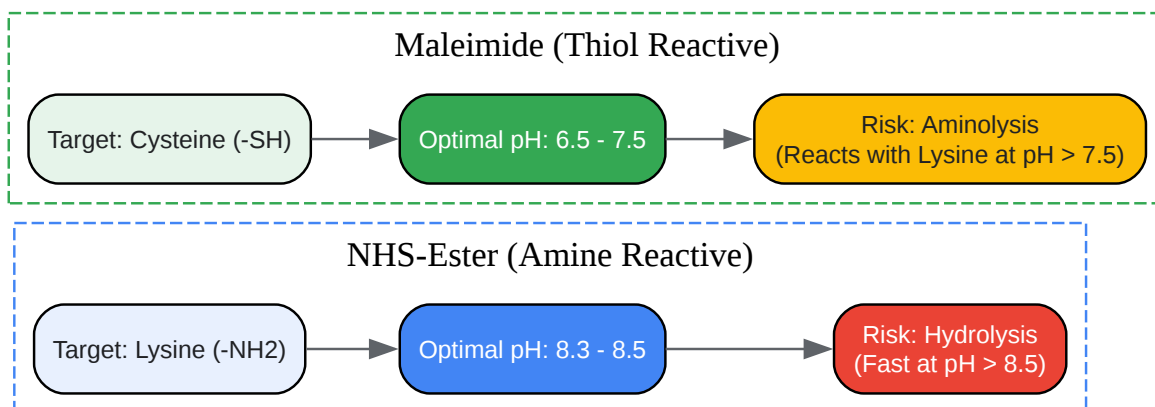 Maleimide (Thiol Reactive)
Target: Cysteine (-SH)
Optimal pH: 6.5 - 7.5
Risk: Aminolysis
(Reacts with Lysine at pH > 7.5)
NHS-Ester (Amine Reactive)
Target: Lysine (-NH2)
Optimal pH: 8.3 - 8.5
Risk: Hydrolysis
(Fast at pH > 8.5)